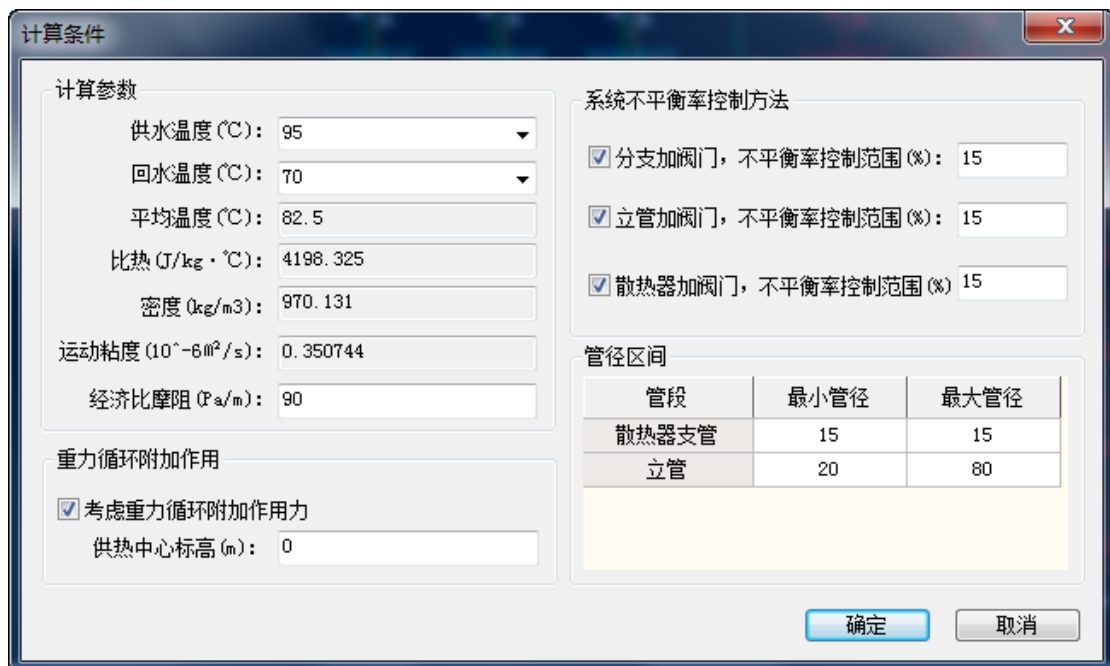 计算条件
计算参数
供水温度(℃): 95
回水温度(℃): 70
平均温度(℃): 82.5
比热(J/kg·℃): 4198.325
密度(kg/m3): 970.131
运动粘度(10^-6m²/s): 0.350744
经济比摩阻(Pa/m): 90
重力循环附加作用
考虑重力循环附加作用力
供热中心标高(m): 0
系统不平衡率控制方法
分支加阀门，不平衡率控制范围(%): 15
立管加阀门，不平衡率控制范围(%): 15
散热器加阀门，不平衡率控制范围(%) 15
管径区间
管段 最小管径 最大管径
散热器支管 15 15
立管 20 80
确定 取消